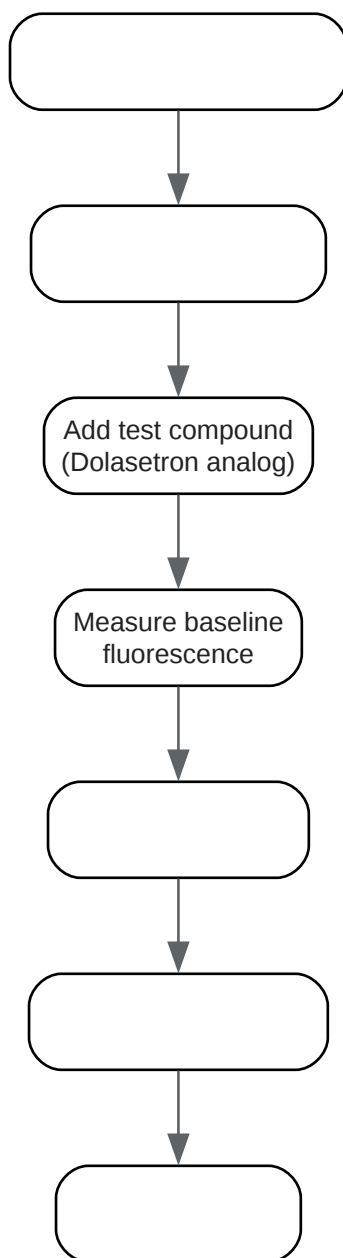 Add test compound
(Dolasetron analog)
Measure baseline
fluorescence